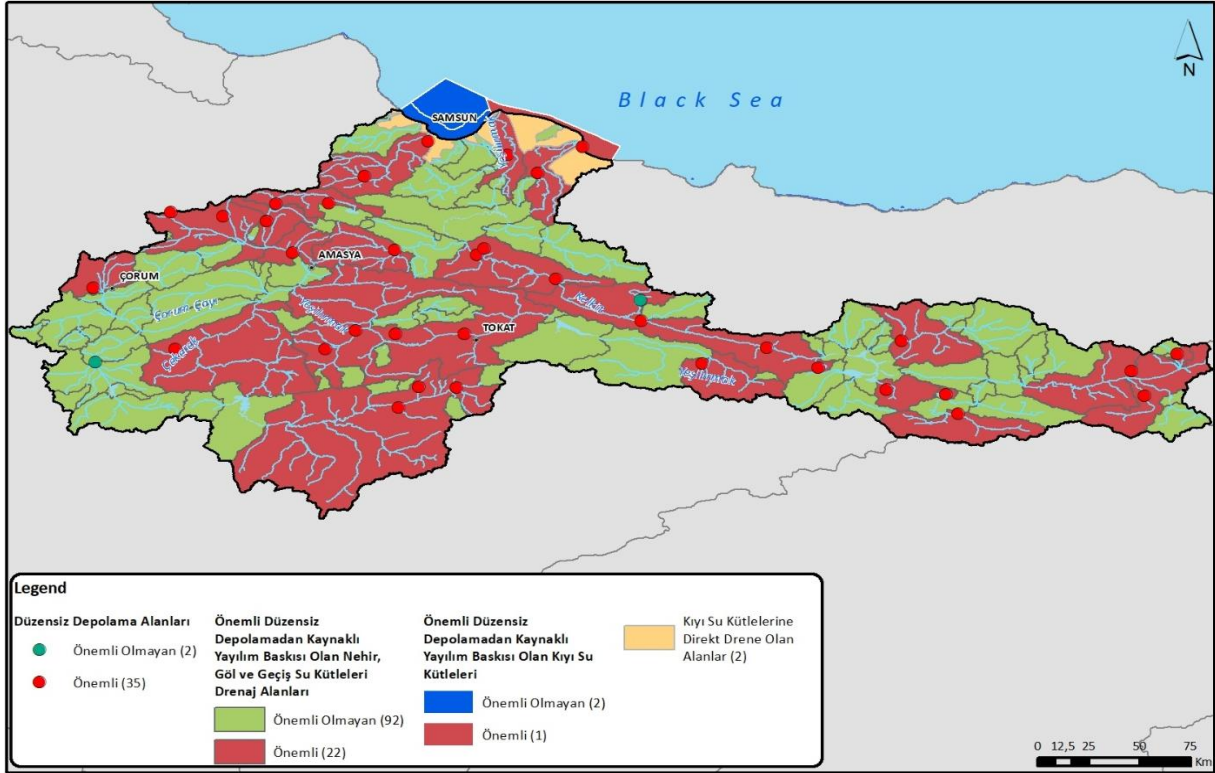 Black Sea
N
SAMSUN
Yeşilırmak
AMASYA
ÇORUM
Çorum Çayı
Yeşilırmak
Kelkit
TOKAT
Çekerek
Yeşilırmak
Legend
Düzensiz Depolama Alanları
Önemli Olmayan (2)
Önemli (35)
Önemli Düzensiz
Depolamadan Kaynaklı
Yayılım Baskısı Olan Nehir,
Göl ve Geçiş Su Kütleleri
Drenaj Alanları
Önemli Olmayan (92)
Önemli (22)
Önemli Düzensiz
Depolamadan Kaynaklı
Yayılım Baskısı Olan Kıyı Su
Kütleleri
Önemli Olmayan (2)
Önemli (1)
Kıyı Su Kütlelerine
Direkt Drene Olan
Alanlar (2)
0 12,5 25 50 75
Km